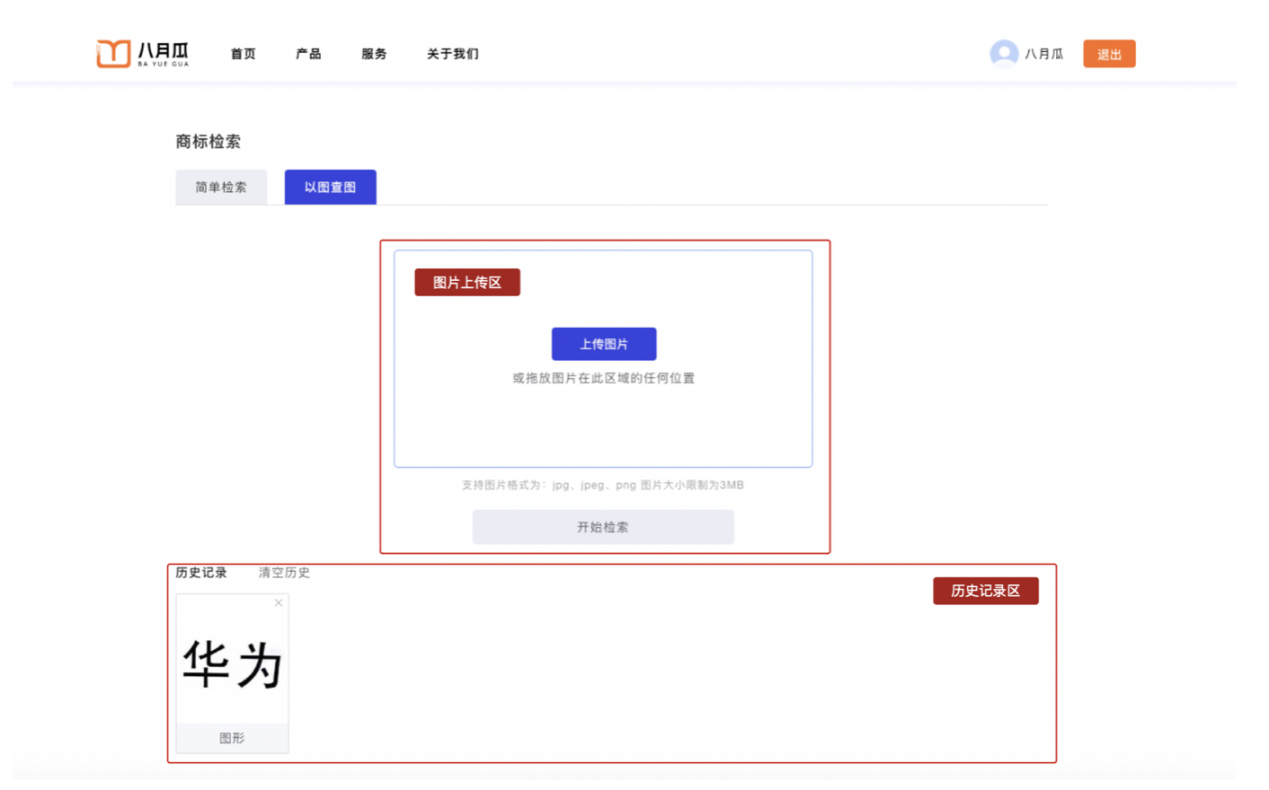 八月瓜 首页 产品 服务 关于我们 八月瓜 退出
BA YUE GUA
商标检索
简单检索 以图查图
图片上传区
上传图片
或拖放图片在此区域的任何位置
支持图片格式为：jpg、jpeg、png 图片大小限制为3MB
开始检索
历史记录 清空历史
历史记录区
华为
图形